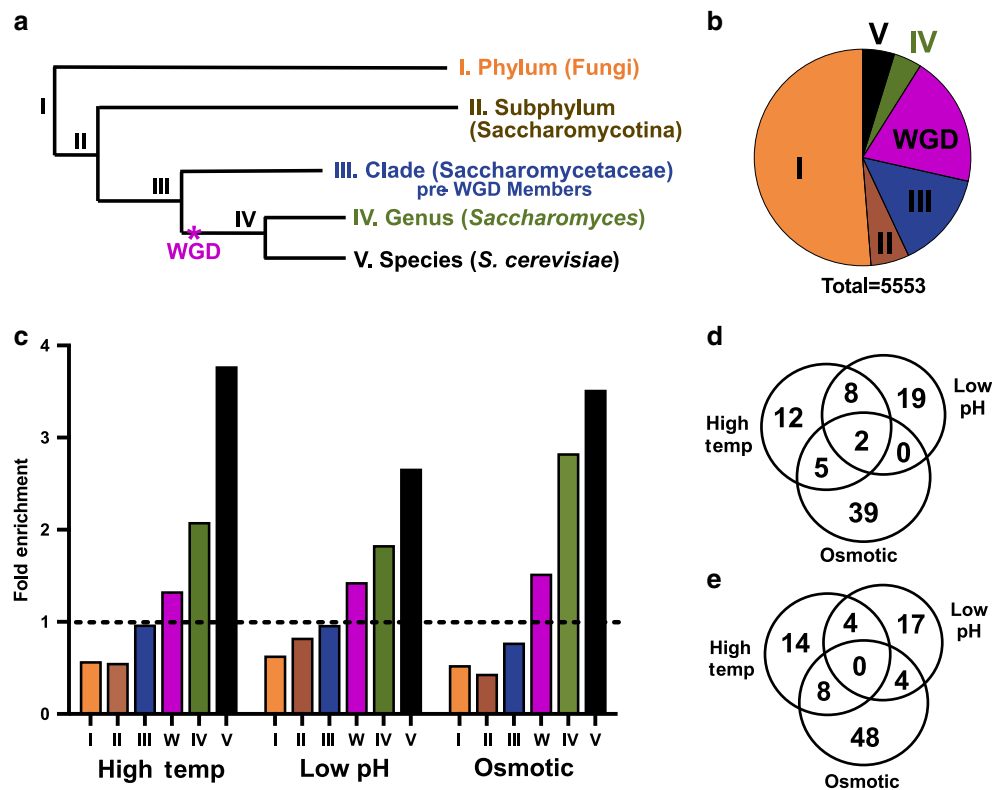 a
I
I. Phylum (Fungi)
II
II. Subphylum
(Saccharomycotina)
III
III. Clade (Saccharomycetaceae)
pre- WGD Members
IV
IV. Genus (Saccharomyces)
*
WGD
V. Species (S. cerevisiae)
b
V
IV
WGD
I
III
II
Total=5553
c
Fold enrichment
4
3
2
1
0
I II III W IV V
I II III W IV V
I II III W IV V
High temp
Low pH
Osmotic
d
High
temp
Low
pH
12
8
19
2
5
0
39
Osmotic
e
High
temp
Low
pH
14
4
17
0
8
4
48
Osmotic